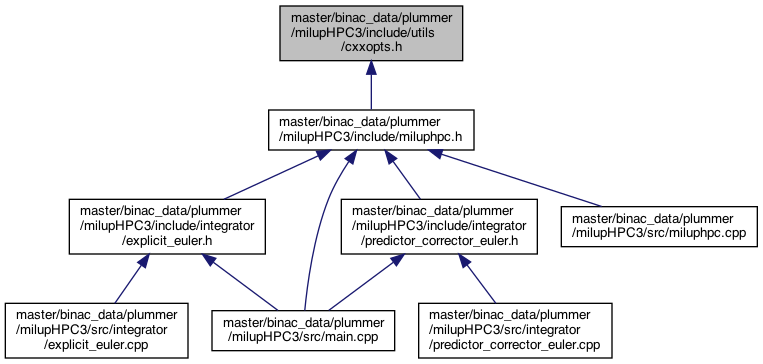 master/binac_data/plummer
/milupHPC3/include/utils
/cxxopts.h
master/binac_data/plummer
/milupHPC3/include/miluphpc.h
master/binac_data/plummer
/milupHPC3/include/integrator
/explicit_euler.h
master/binac_data/plummer
/milupHPC3/include/integrator
/predictor_corrector_euler.h
master/binac_data/plummer
/milupHPC3/src/miluphpc.cpp
master/binac_data/plummer
/milupHPC3/src/integrator
/explicit_euler.cpp
master/binac_data/plummer
/milupHPC3/src/main.cpp
master/binac_data/plummer
/milupHPC3/src/integrator
/predictor_corrector_euler.cpp